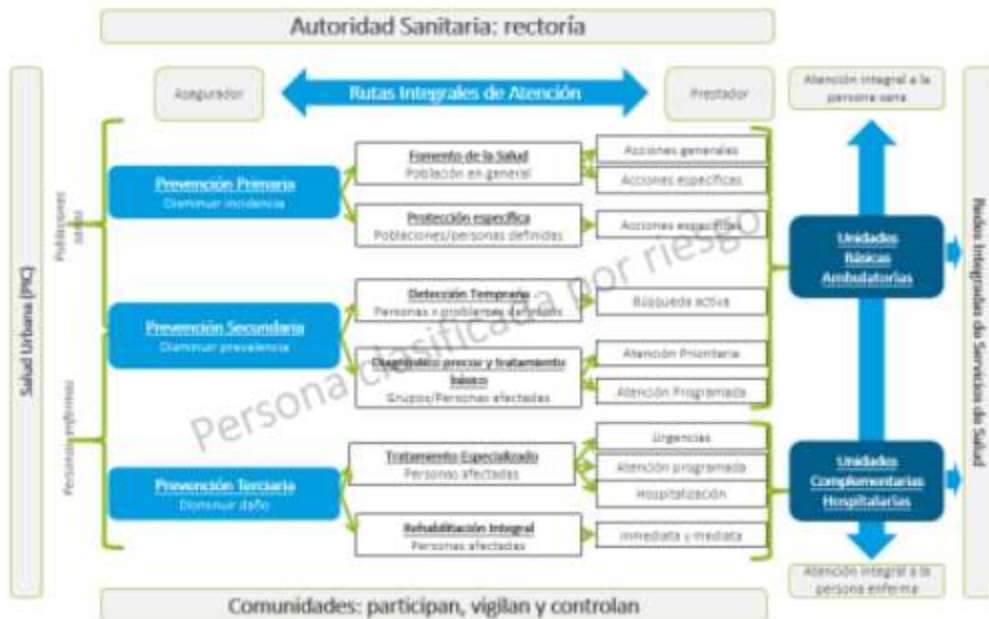 Autoridad Sanitaria: rectoría
Asegurador
Rutas Integrales de Atención
Prestador
Atención integral a la
persona sana
Salud Urbana (PIC)
Poblaciones
sanas
Personas enfermas
Prevención Primaria
Disminuir incidencia
Fomento de la Salud
Población en general
Acciones generales
Acciones específicas
Protección específica
Poblaciones/personas definidas
Acciones específicas
Prevención Secundaria
Disminuir prevalencia
Detección Temprana
Personas y problemas definidos
Búsqueda activa
Diagnóstico precoz y tratamiento
básico
Grupos/Personas afectadas
Atención Prioritaria
Atención Programada
Prevención Terciaria
Disminuir daño
Tratamiento Especializado
Personas afectadas
Urgencias
Atención programada
Hospitalización
Rehabilitación Integral
Personas afectadas
Inmediata y mediata
Unidades
Básicas
Ambulatorias
Unidades
Complementarias
Hospitalarias
Atención integral a la
persona enferma
Redes Integradas de Servicios de Salud
Persona clasificada por riesgo
Comunidades: participan, vigilan y controlan